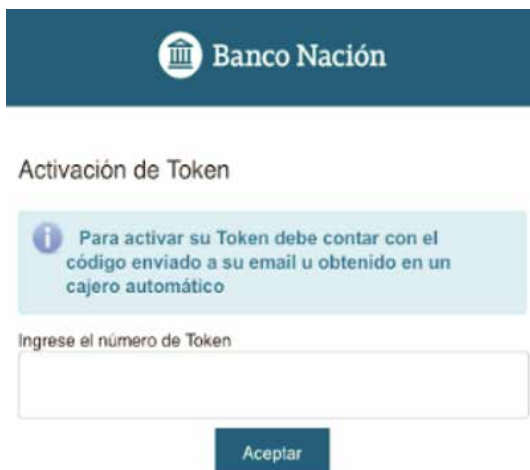 Banco Nación
Activación de Token
Para activar su Token debe contar con el
código enviado a su email u obtenido en un
cajero automático
Ingrese el número de Token
Aceptar